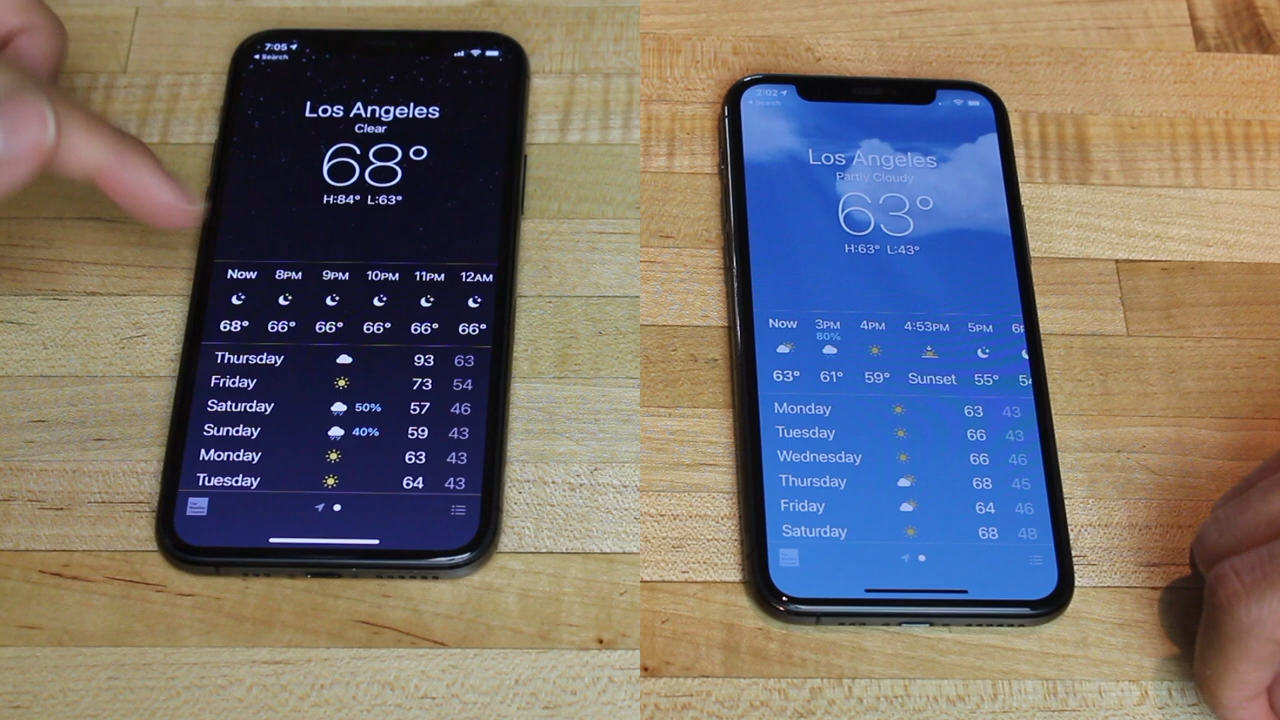 7:05
Search
Los Angeles
Clear
68°
H:84° L:63°
Now 8PM 9PM 10PM 11PM 12AM
68° 66° 66° 66° 66° 66°
Thursday 93 63
Friday 73 54
Saturday 50% 57 46
Sunday 40% 59 43
Monday 63 43
Tuesday 64 43
2:02
Search
Los Angeles
Partly Cloudy
63°
H:63° L:43°
Now 3PM 4PM 4:53PM 5PM
80%
63° 61° 59° Sunset 55°
Monday 63 43
Tuesday 66 43
Wednesday 66 46
Thursday 68 45
Friday 64 46
Saturday 68 48